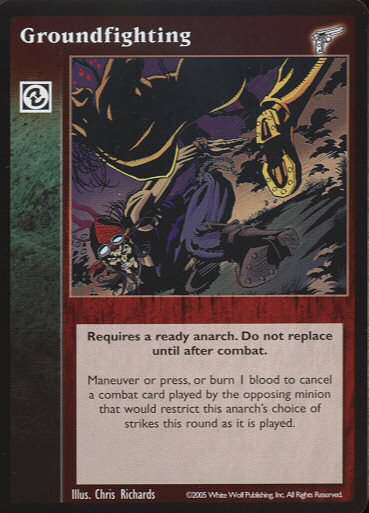 Groundfighting
Requires a ready anarch. Do not replace
until after combat.
Maneuver or press, or burn 1 blood to cancel
a combat card played by the opposing minion
that would restrict this anarch's choice of
strikes this round as it is played.
Illus. Chris Richards
©2005 White Wolf Publishing, Inc. All Rights Reserved.